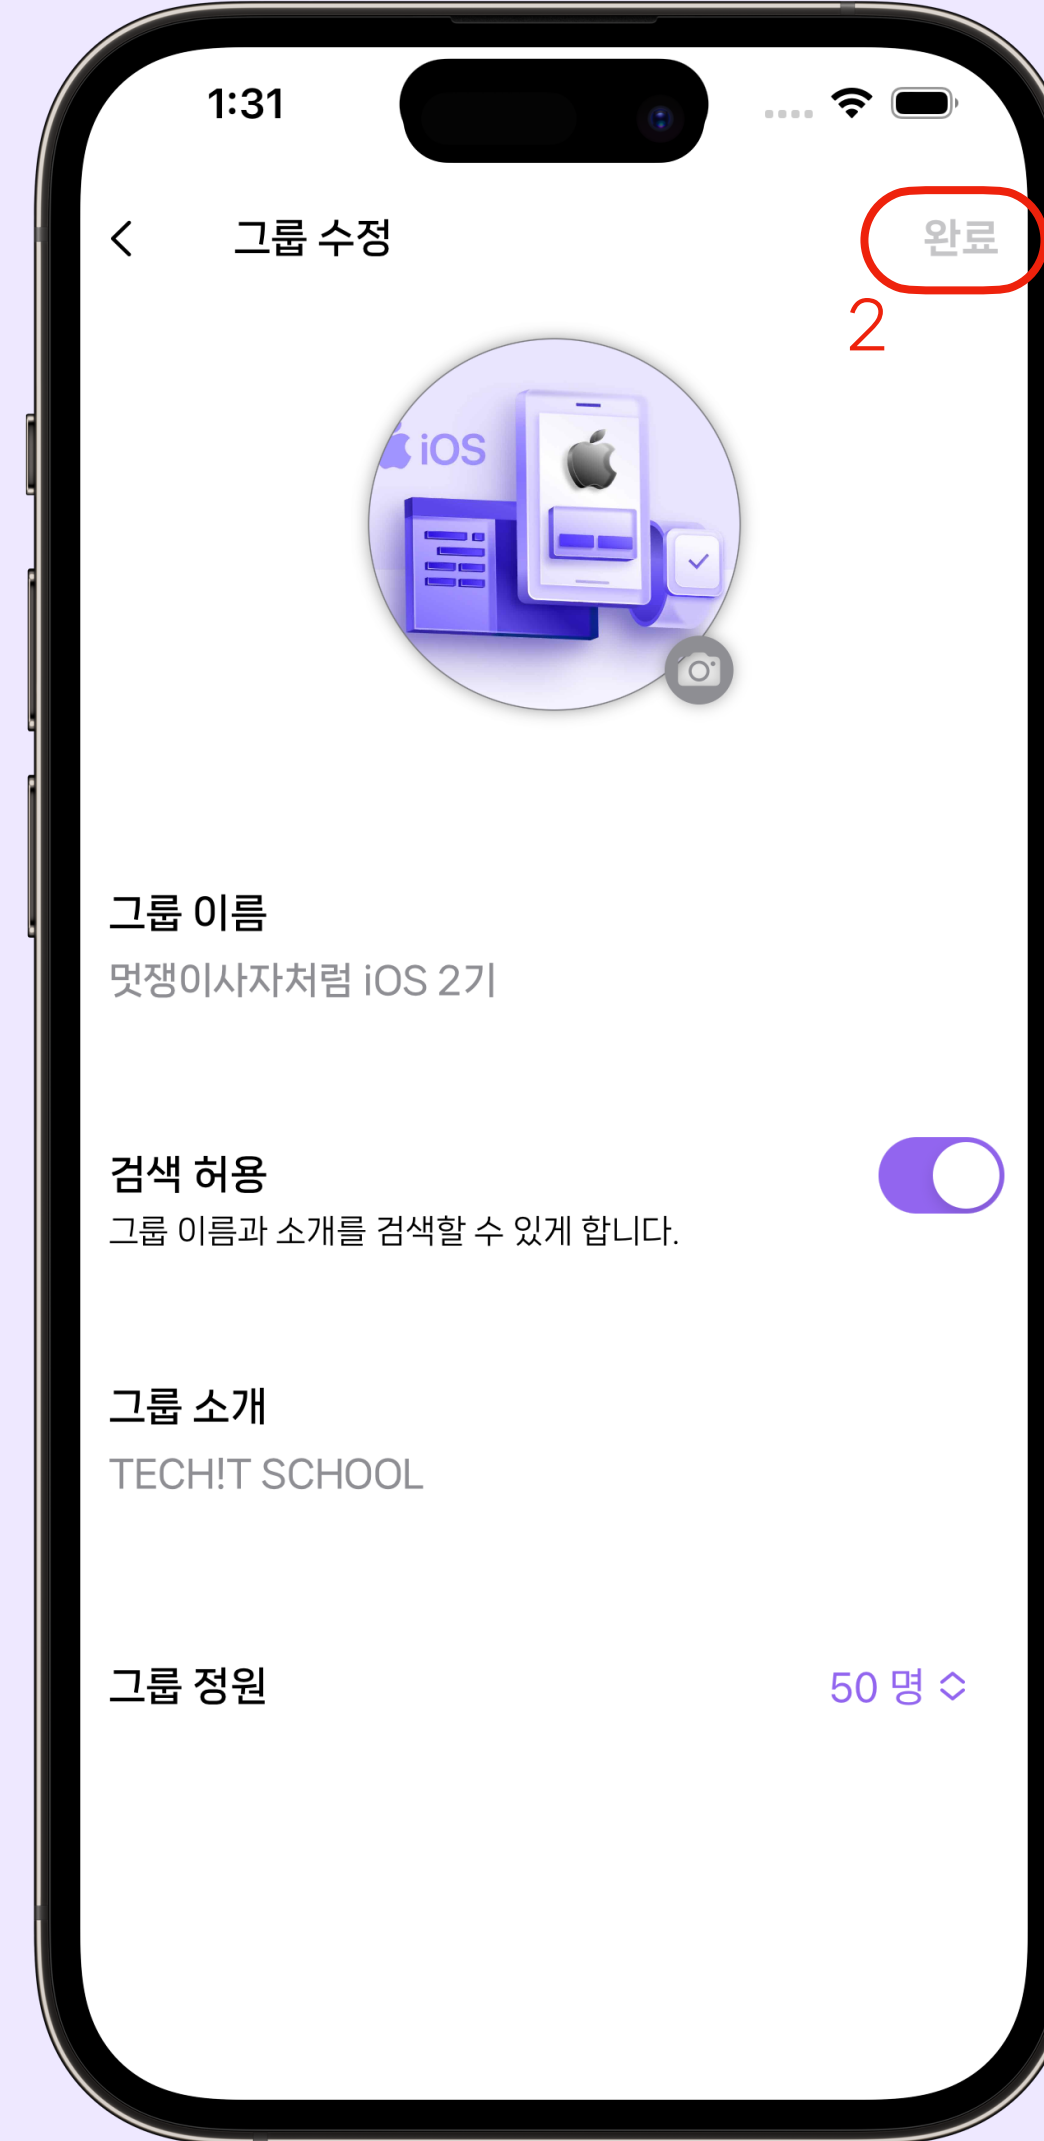 1:31
그룹 수정
완료
2
iOS
그룹 이름
멋쟁이사자처럼 iOS 2기
검색 허용
그룹 이름과 소개를 검색할 수 있게 합니다.
그룹 소개
TECH!T SCHOOL
그룹 정원
50 명